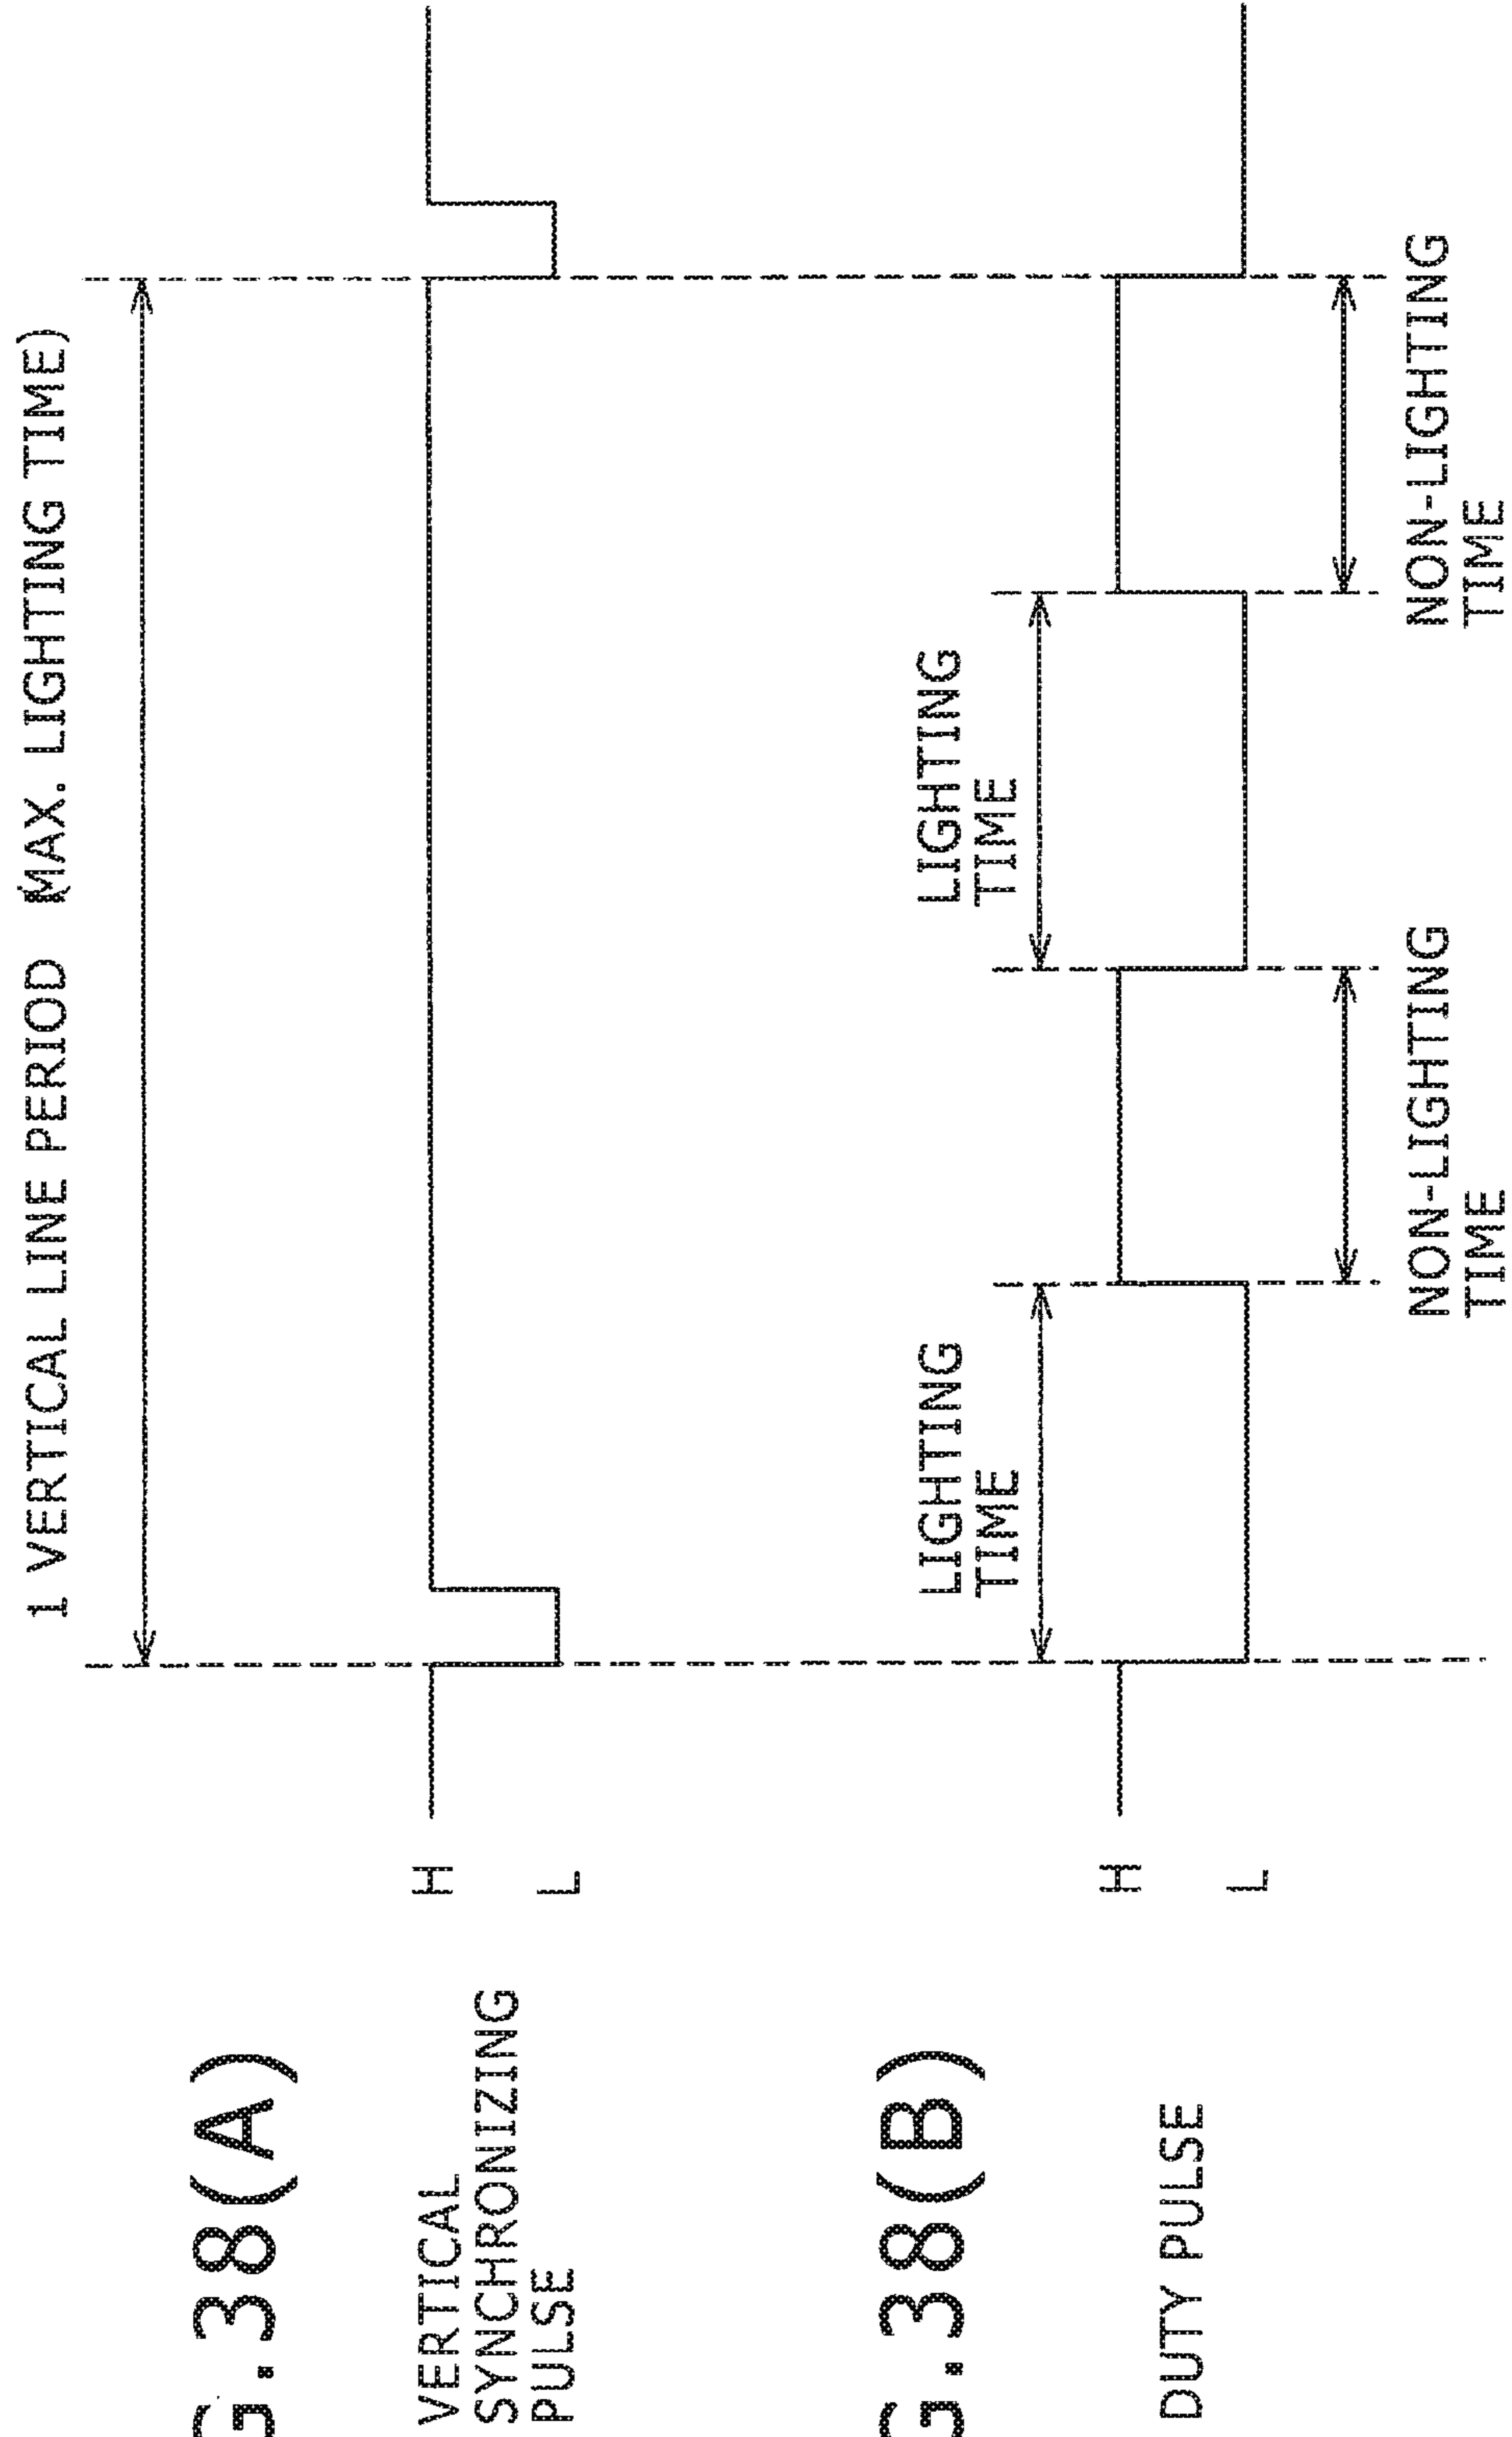 G.38(A)
1 VERTICAL LINE PERIOD (MAX. LIGHTING TIME)
VERTICAL
SYNCHRONIZING
PULSE
H
L
G.38(B)
LIGHTING
TIME
LIGHTING
TIME
DUTY PULSE
H
L
NON-LIGHTING
TIME
NON-LIGHTING
TIME